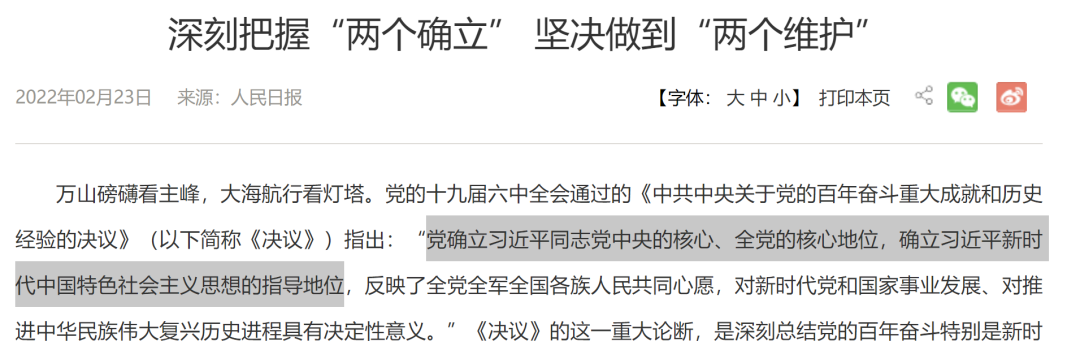 深刻把握“两个确立” 坚决做到“两个维护”
2022年02月23日 来源：人民日报 【字体： 大 中 小】 打印本页
万山磅礴看主峰，大海航行看灯塔。党的十九届六中全会通过的《中共中央关于党的百年奋斗重大成就和历史
经验的决议》（以下简称《决议》）指出：“党确立习近平同志党中央的核心、全党的核心地位，确立习近平新时
代中国特色社会主义思想的指导地位，反映了全党全军全国各族人民共同心愿，对新时代党和国家事业发展、对推
进中华民族伟大复兴历史进程具有决定性意义。”《决议》的这一重大论断，是深刻总结党的百年奋斗特别是新时